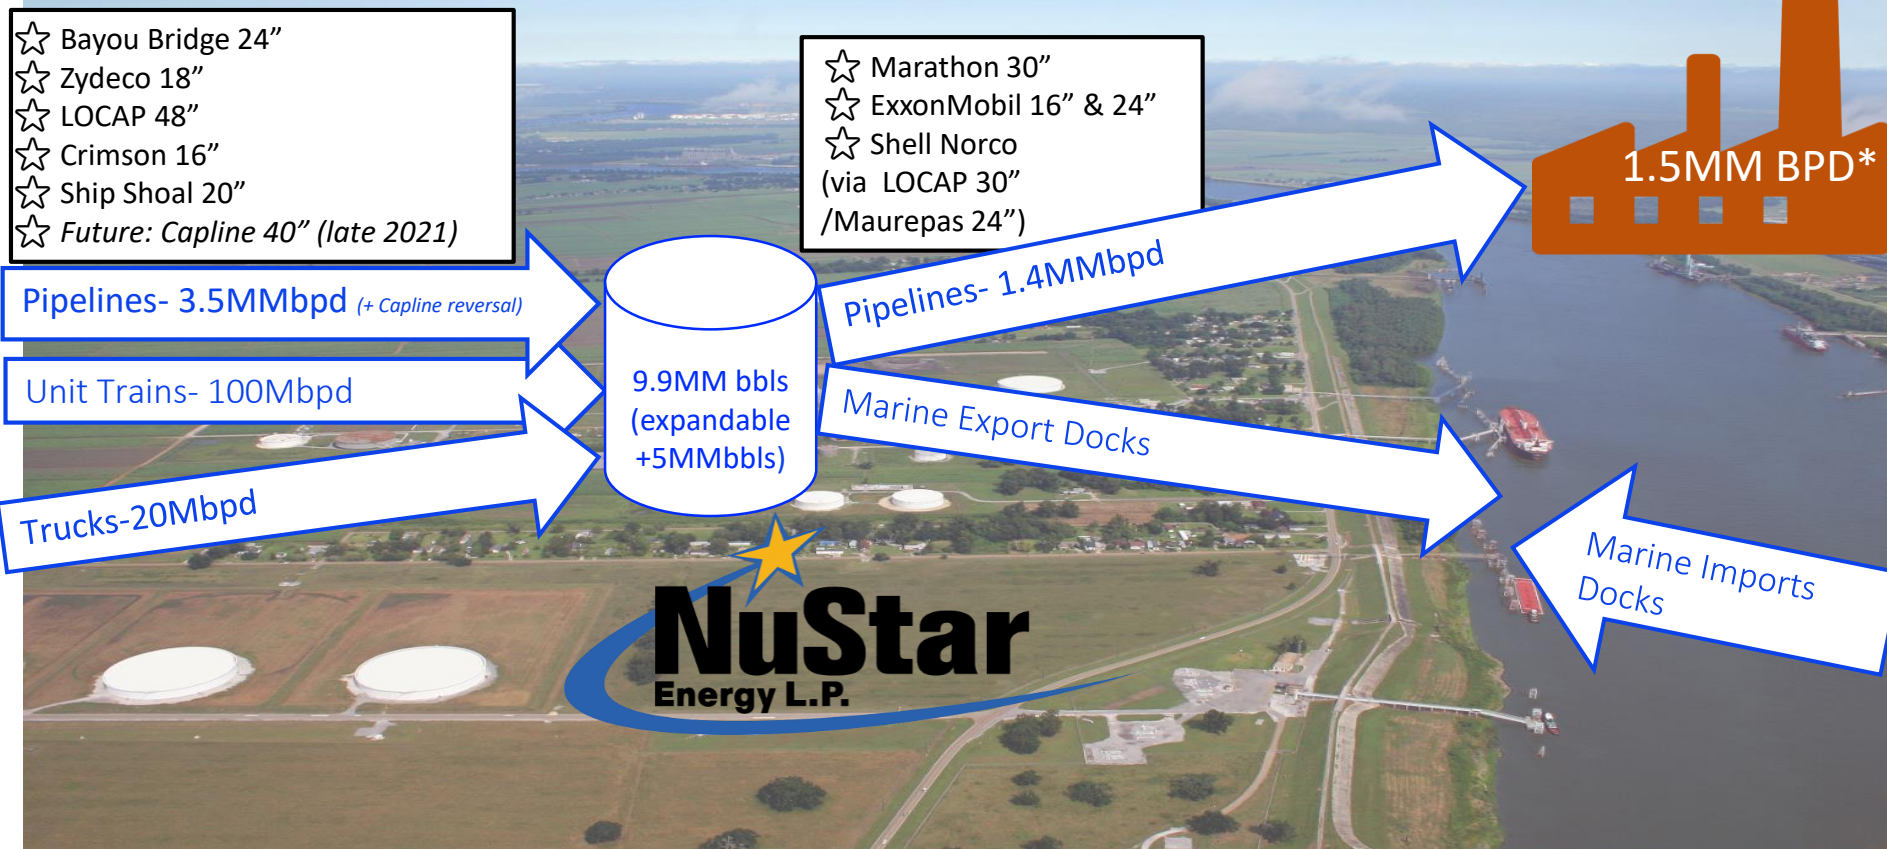 Bayou Bridge 24”
Zydeco 18”
LOCAP 48”
Crimson 16”
Ship Shoal 20”
Future: Capline 40” (late 2021)
Marathon 30”
ExxonMobil 16” & 24”
Shell Norco
(via LOCAP 30”
/Maurepas 24”)
1.5MM BPD*
Pipelines- 3.5MMbpd (+ Capline reversal)
Unit Trains- 100Mbpd
Trucks-20Mbpd
9.9MM bbls
(expandable
+5MMbbls)
Pipelines- 1.4MMbpd
Marine Export Docks
Marine Imports
Docks
NuStar
Energy L.P.